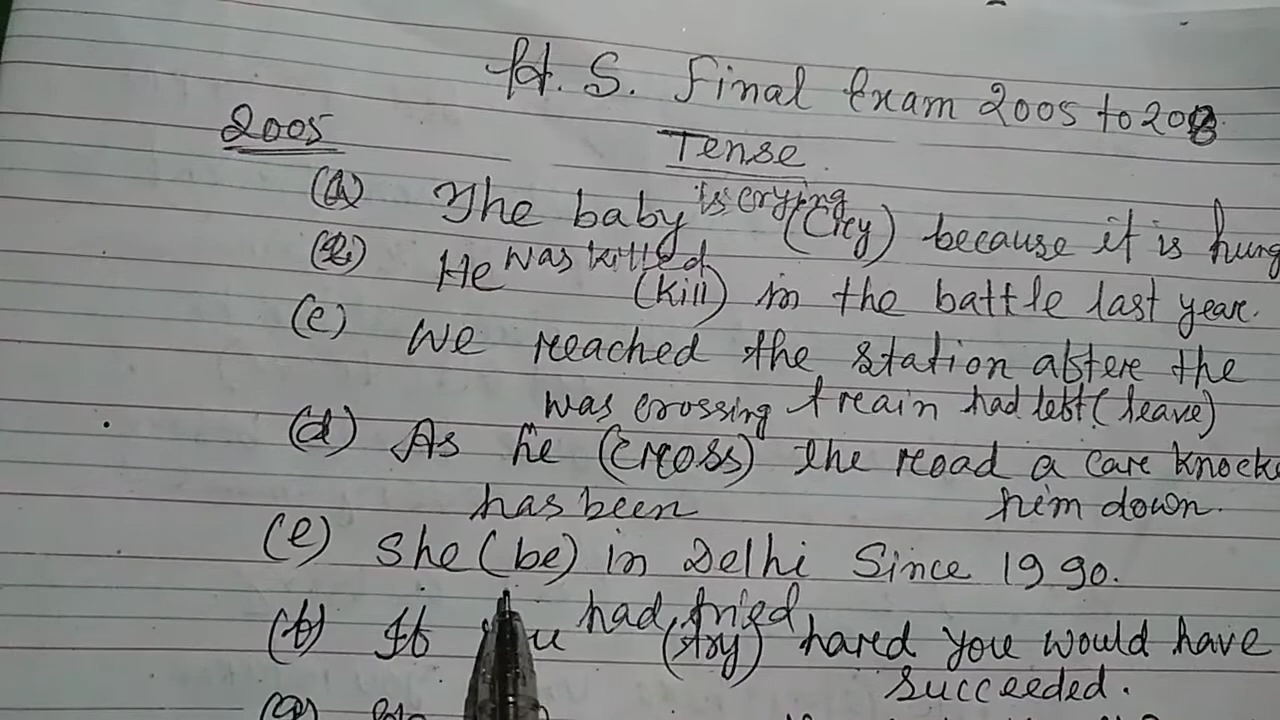 H. S. Final Exam 2005 to 2018
2005
Tense
is crying
(a) The baby (Cry) because it is hung
was killed
(b) He (kill) in the battle last year.
(c) We reached the station after the
train had left (leave)
was crossing
(d) As he (Cross) the road a car knocke
him down.
has been
(e) She (be) in Delhi Since 1990.
had tried
(f) If (try) hard you would have
succeeded.